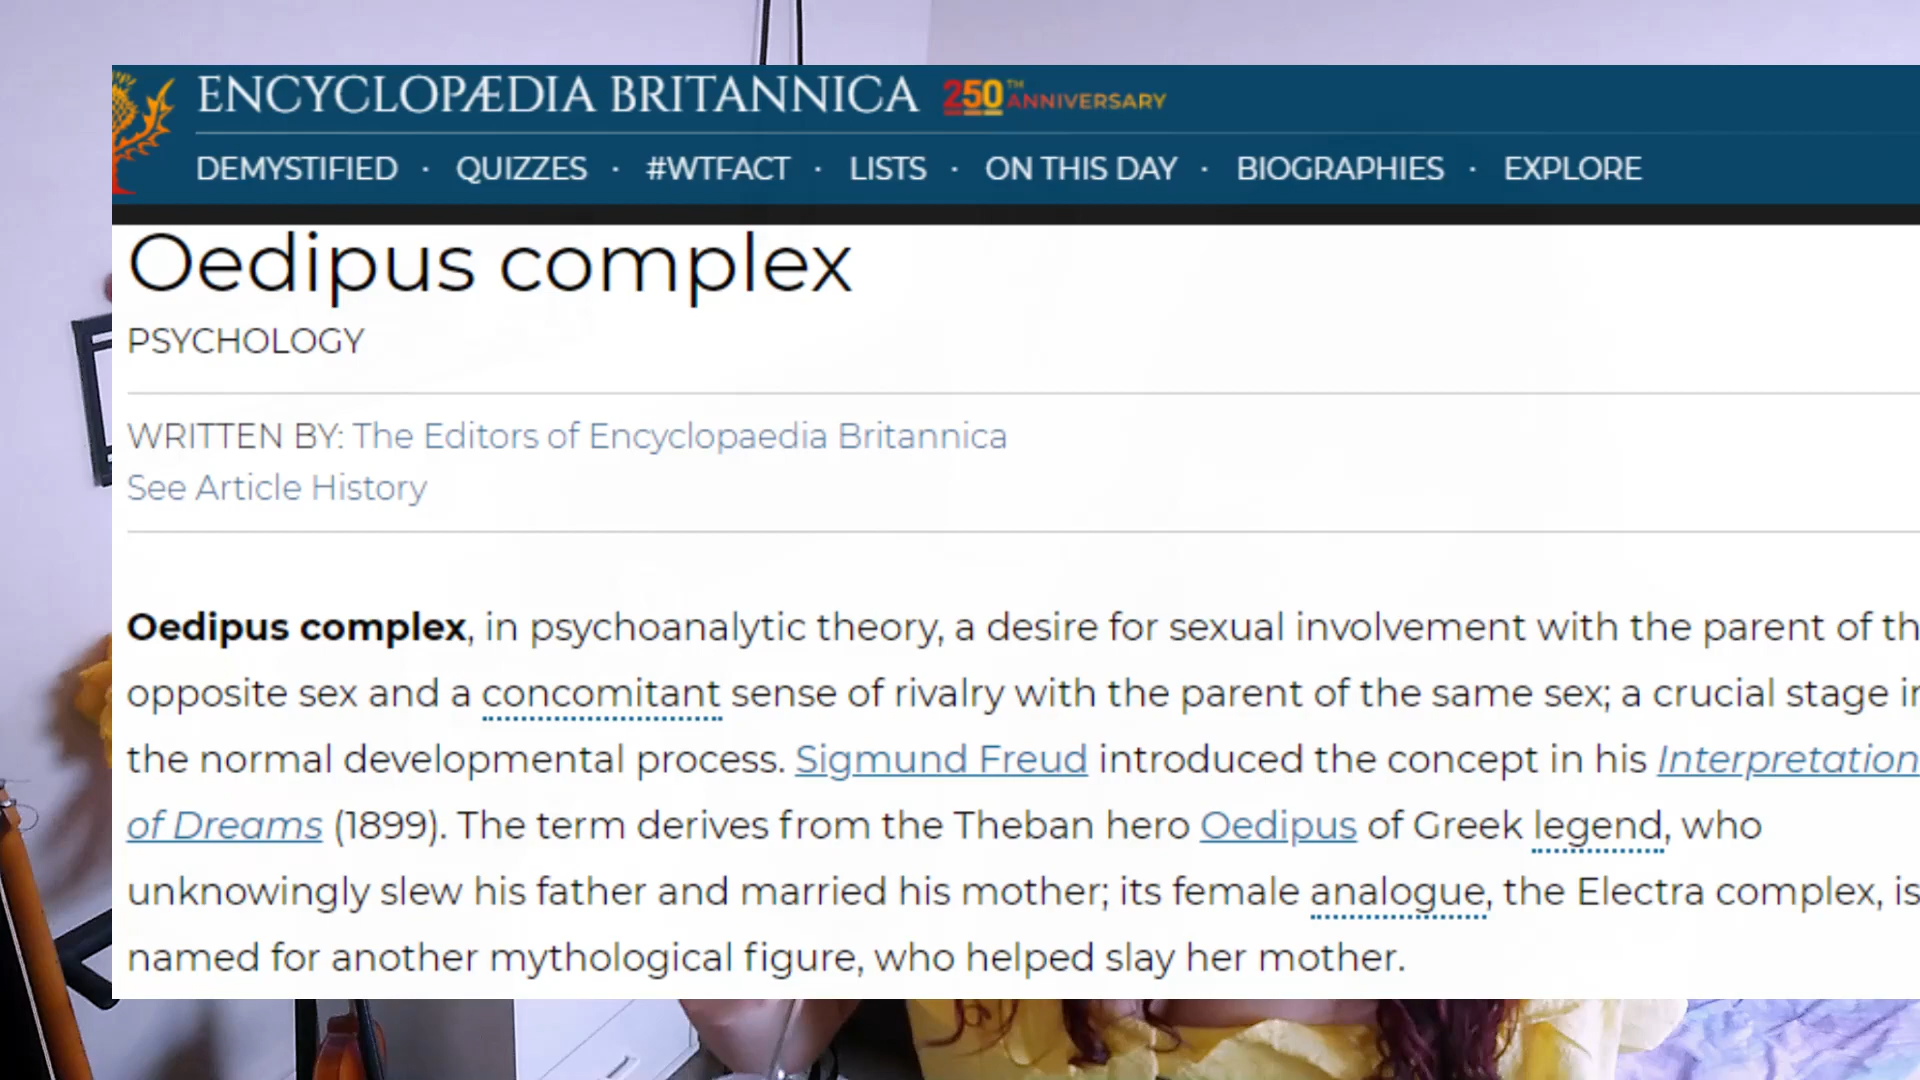 ENCYCLOPÆDIA BRITANNICA 250TH ANNIVERSARY
DEMYSTIFIED · QUIZZES · #WTFACT · LISTS · ON THIS DAY · BIOGRAPHIES · EXPLORE
Oedipus complex
PSYCHOLOGY
WRITTEN BY: The Editors of Encyclopaedia Britannica
See Article History
Oedipus complex, in psychoanalytic theory, a desire for sexual involvement with the parent of th
opposite sex and a concomitant sense of rivalry with the parent of the same sex; a crucial stage in
the normal developmental process. Sigmund Freud introduced the concept in his Interpretation
of Dreams (1899). The term derives from the Theban hero Oedipus of Greek legend, who
unknowingly slew his father and married his mother; its female analogue, the Electra complex, is
named for another mythological figure, who helped slay her mother.